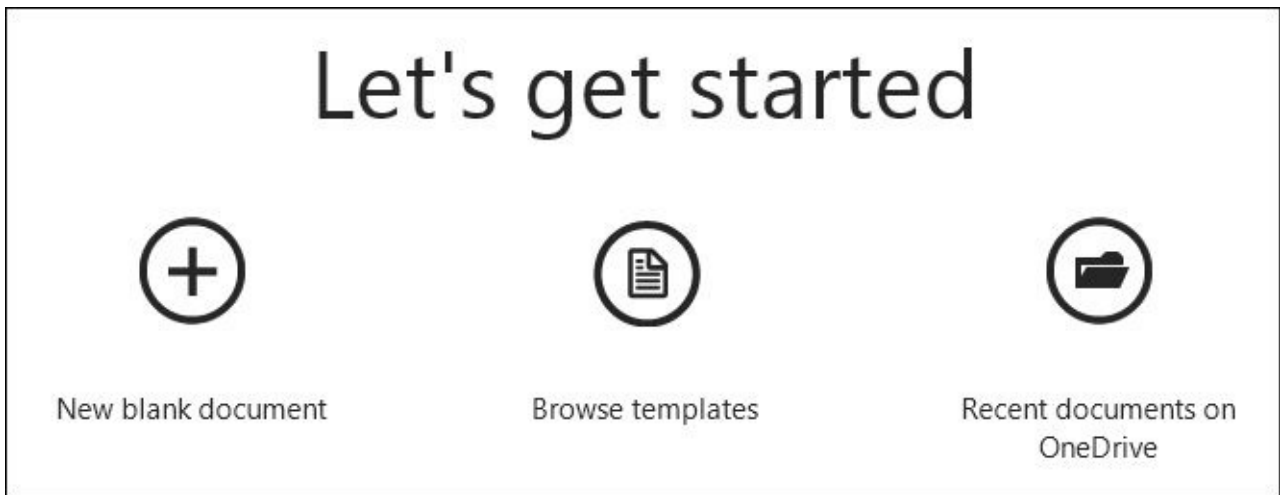 Let's get started
New blank document
Browse templates
Recent documents on
OneDrive